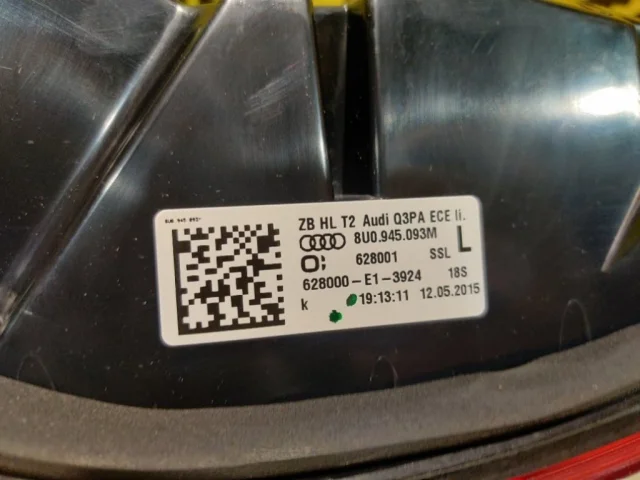 ZB HL T2 Audi Q3PA ECE li.
8U0.945.093M L
628001 SSL
628000-E1-3924 18S
k 19:13:11 12.05.2015